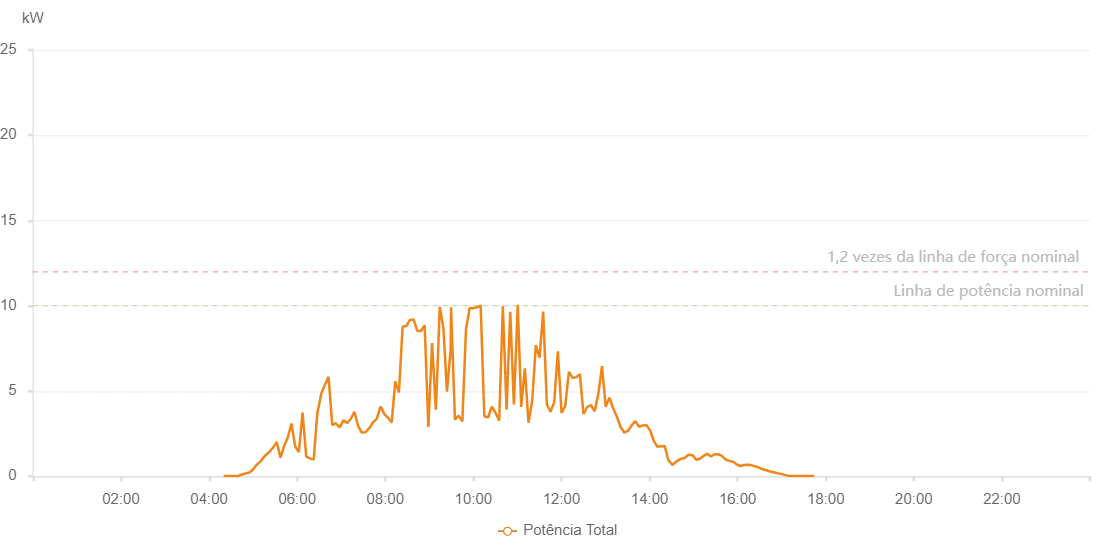 kW
25
20
15
1,2 vezes da linha de força nominal
Linha de potência nominal
10
5
0
02:00 04:00 06:00 08:00 10:00 12:00 14:00 16:00 18:00 20:00 22:00
Potência Total